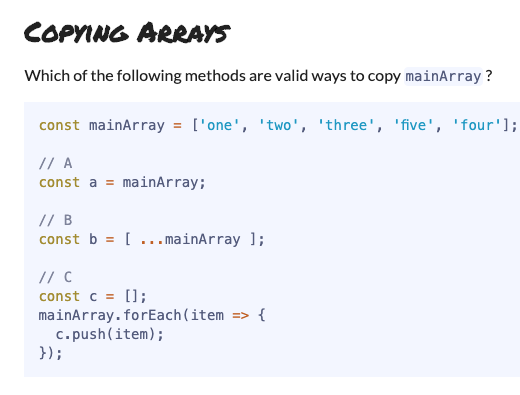 Copying Arrays
Which of the following methods are valid ways to copy mainArray ?
const mainArray = ['one', 'two', 'three', 'five', 'four'];
// A
const a = mainArray;
// B
const b = [ ...mainArray ];
// C
const c = [];
mainArray.forEach(item => {
  c.push(item);
});